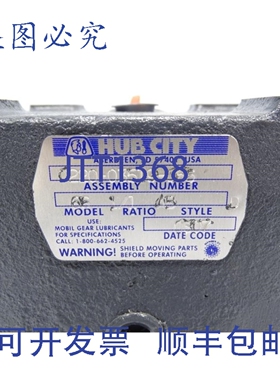 盗图必究
HUB CITY
ABERDEEN, SD 57401 USA
JT11368
ASSEMBLY NUMBER
MODEL RATIO STYLE
USE:
MOBIL GEAR LUBRICANTS
FOR SPECIFICATIONS
CALL: 1-800-662-4525
DATE CODE
WARNING! SHIELD MOVING PARTS
BEFORE OPERATING
可开发票 顺丰包邮